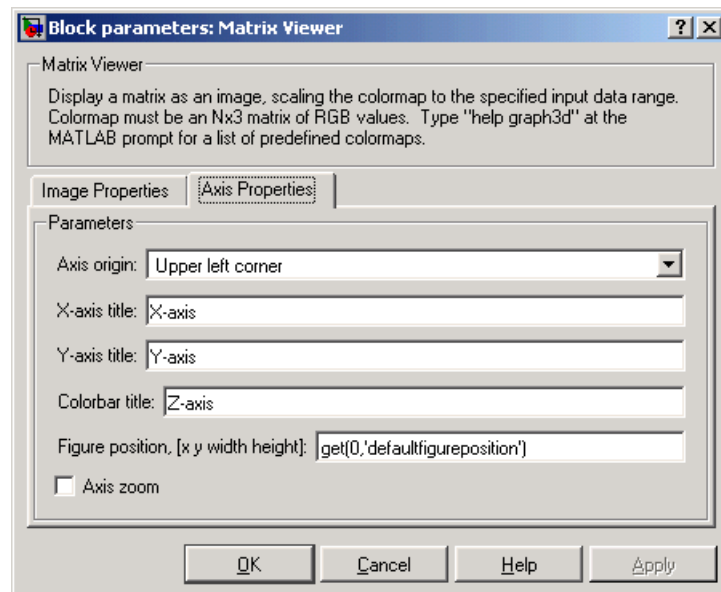 Block parameters: Matrix Viewer
Matrix Viewer
Display a matrix as an image, scaling the colormap to the specified input data range.
Colormap must be an Nx3 matrix of RGB values.  Type "help graph3d" at the
MATLAB prompt for a list of predefined colormaps.
Image Properties
Axis Properties
Parameters
Axis origin: Upper left corner
X-axis title: X-axis
Y-axis title: Y-axis
Colorbar title: Z-axis
Figure position, [x y width height]: get(0,'defaultfigureposition')
Axis zoom
OK Cancel Help Apply